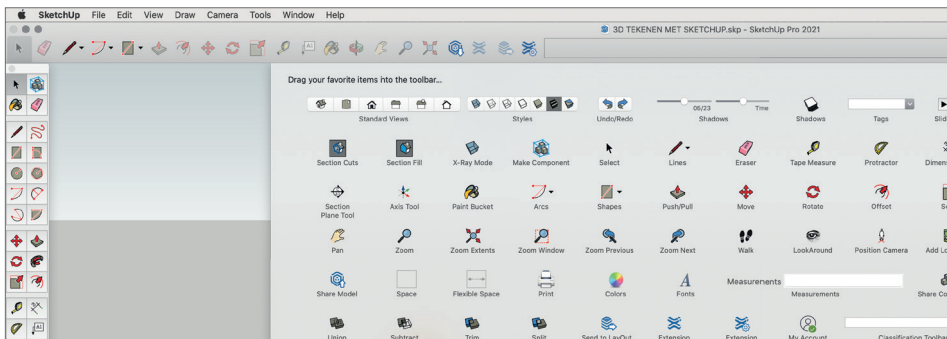 SketchUp File Edit View Draw Camera Tools Window Help
3D TEKENEN MET SKETCHUP.skp - SketchUp Pro 2021
AI
Drag your favorite items into the toolbar...
06/23 Time
Standard Views Styles Undo/Redo Shadows Shadows Tags
Section Cuts Section Fill X-Ray Mode Make Component Select Lines Eraser Tape Measure Protractor
Section Plane Tool Axis Tool Paint Bucket Arcs Shapes Push/Pull Move Rotate Offset
Pan Zoom Zoom Extents Zoom Window Zoom Previous Zoom Next Walk LookAround Position Camera
Measurements
Share Model Space Flexible Space Print Colors A Fonts Measurements
AI
Union Subtract Trim Split Send to LayOut Extension Extension My Account Classification Toolbar